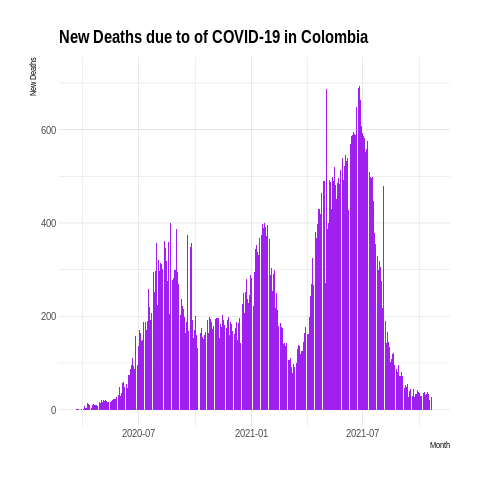 New Deaths due to of COVID-19 in Colombia
New Deaths
600
400
200
0
2020-07
2021-01
2021-07
Month